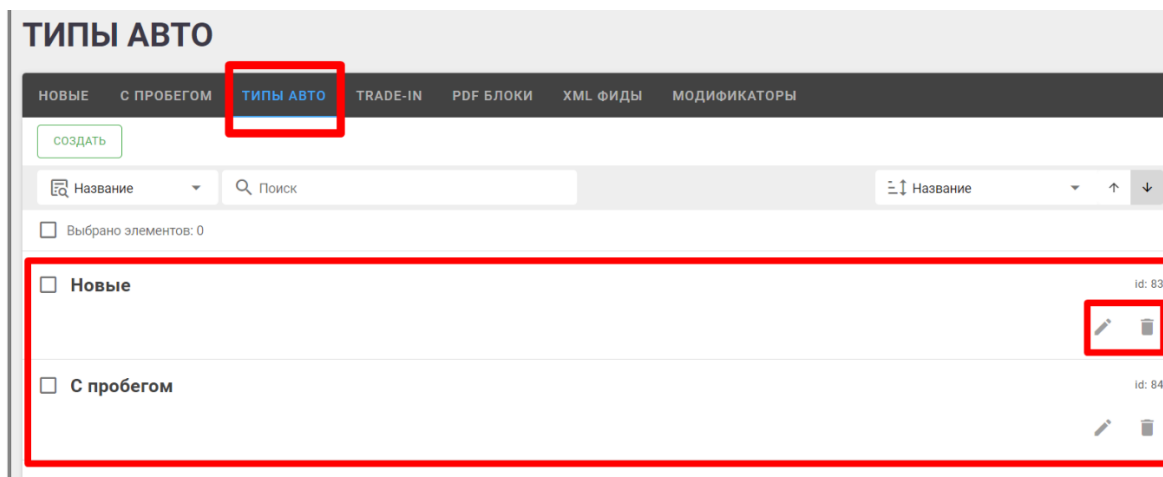 ТИПЫ АВТО
НОВЫЕ С ПРОБЕГОМ ТИПЫ АВТО TRADE-IN PDF БЛОКИ XML ФИДЫ МОДИФИКАТОРЫ
СОЗДАТЬ
Название Поиск Название
Выбрано элементов: 0
Новые id: 83
С пробегом id: 84